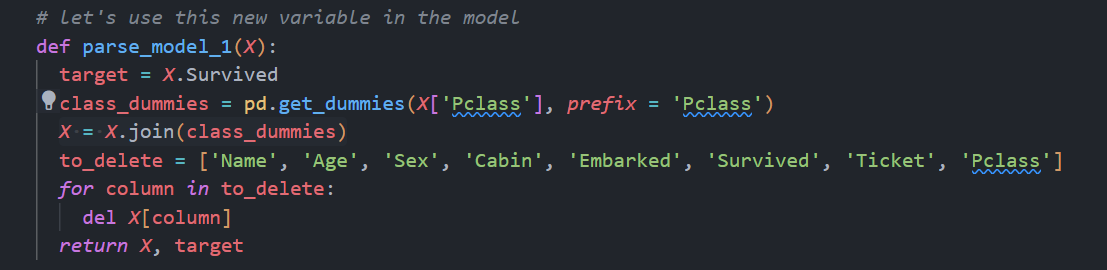 # let's use this new variable in the model
def parse_model_1(X):
target = X.Survived
class_dummies = pd.get_dummies(X['Pclass'], prefix = 'Pclass')
X = X.join(class_dummies)
to_delete = ['Name', 'Age', 'Sex', 'Cabin', 'Embarked', 'Survived', 'Ticket', 'Pclass']
for column in to_delete:
del X[column]
return X, target